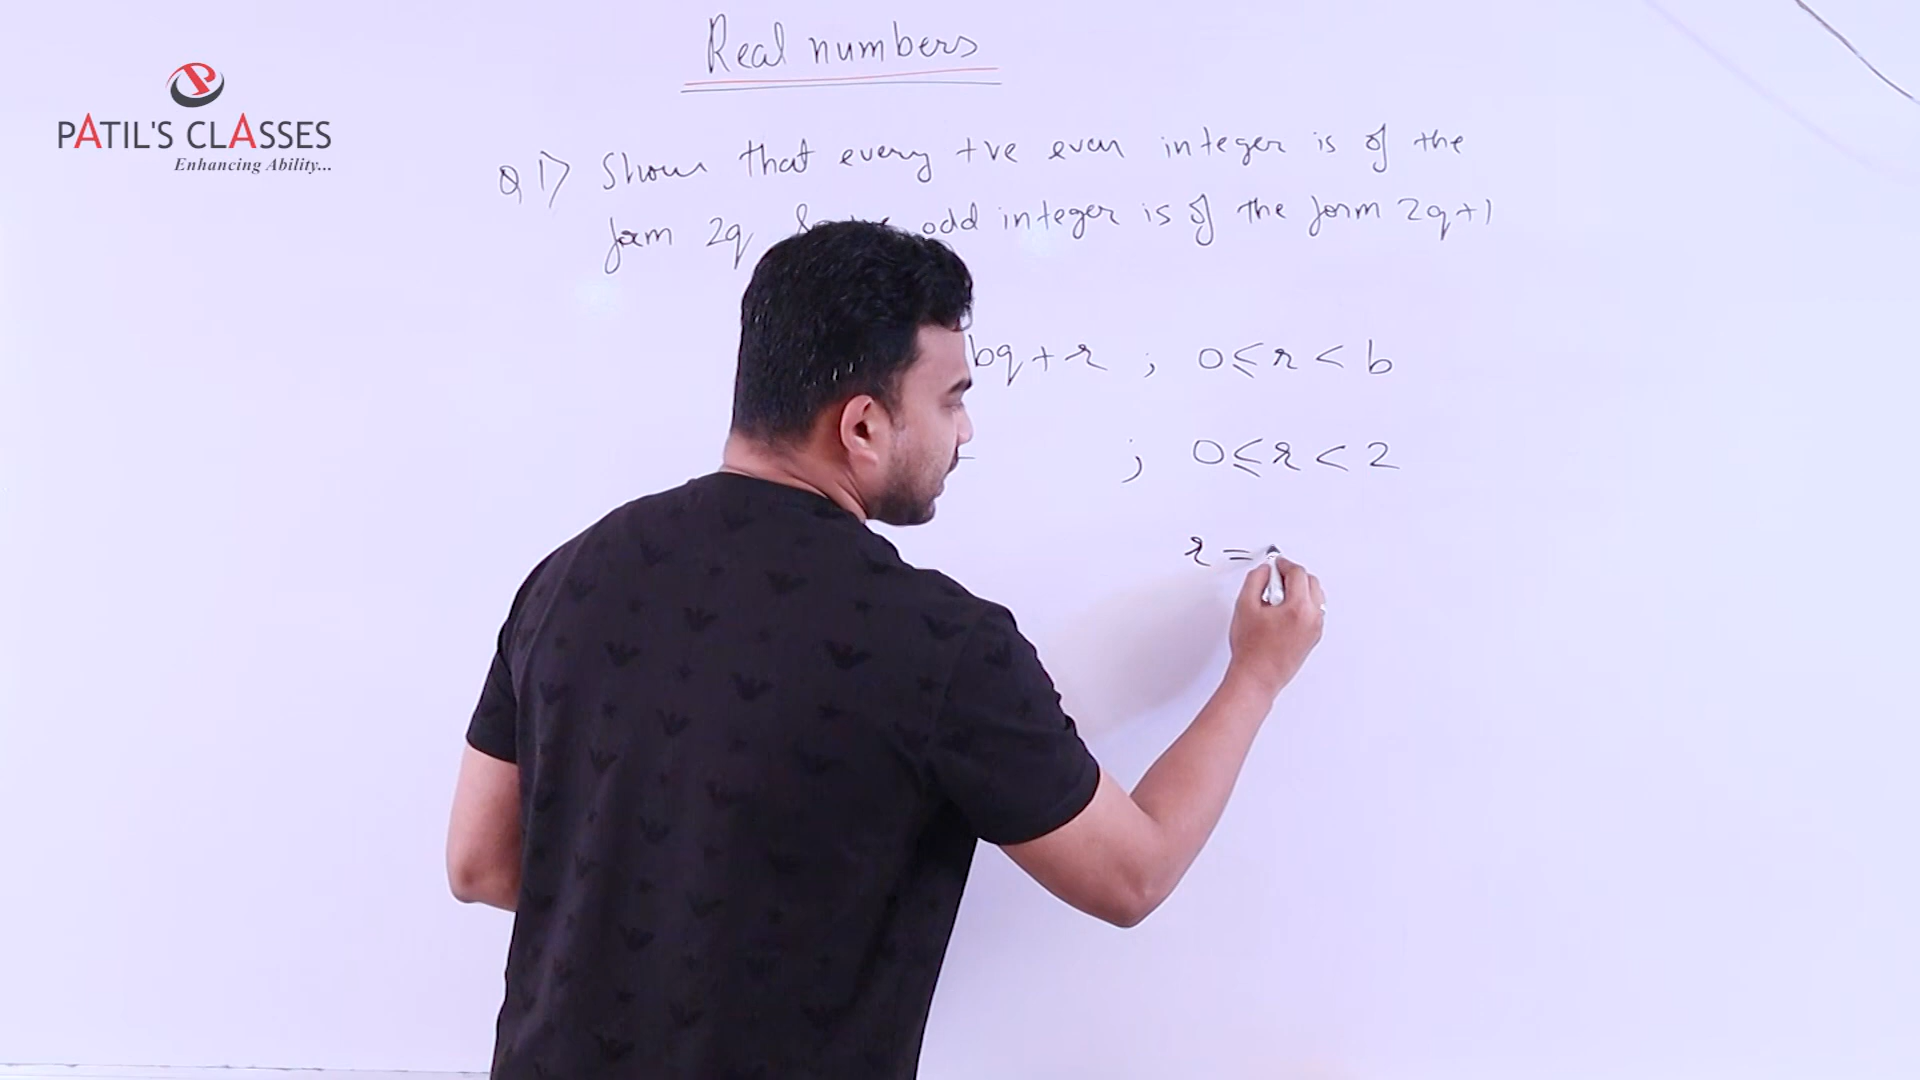 PATIL'S CLASSES
Enhancing Ability...
Real numbers
Q 1) Show that every +ve even integer is of the
form 2q & odd integer is of the form 2q+1
bq + r ; 0 ≤ r < b
; 0 ≤ r < 2
r =